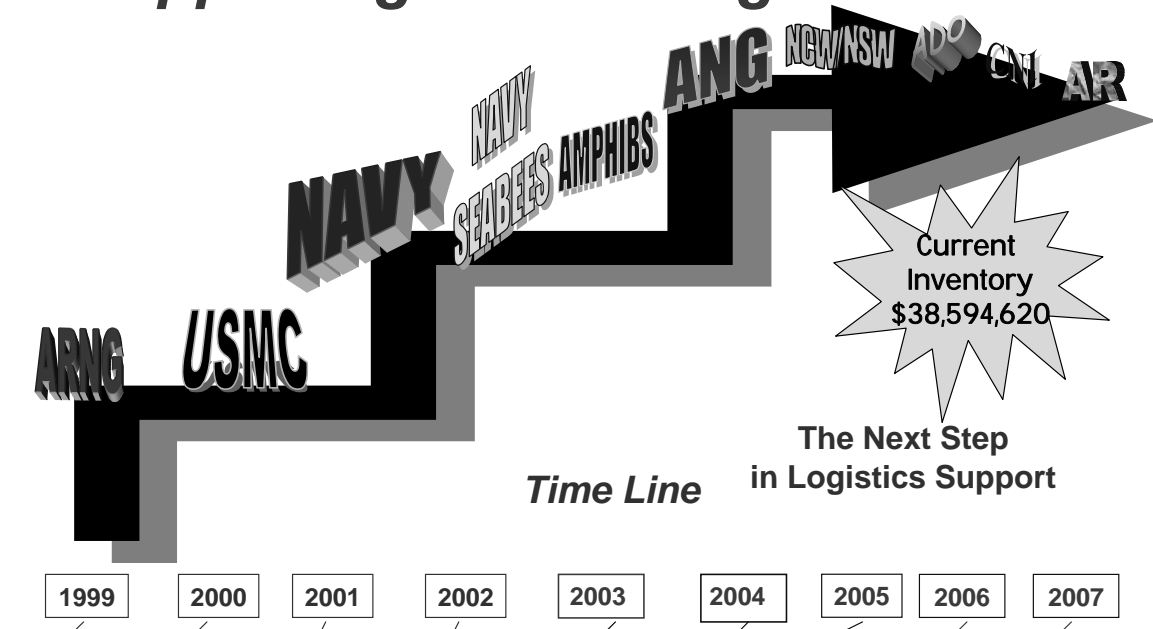 ARNG
USMC
NAVY
NAVY
SEABEES
AMPHIBS
ANG
NCW/NSW
ADO
CNI
AR
Current
Inventory
$38,594,620
The Next Step
in Logistics Support
Time Line
1999 2000 2001 2002 2003 2004 2005 2006 2007